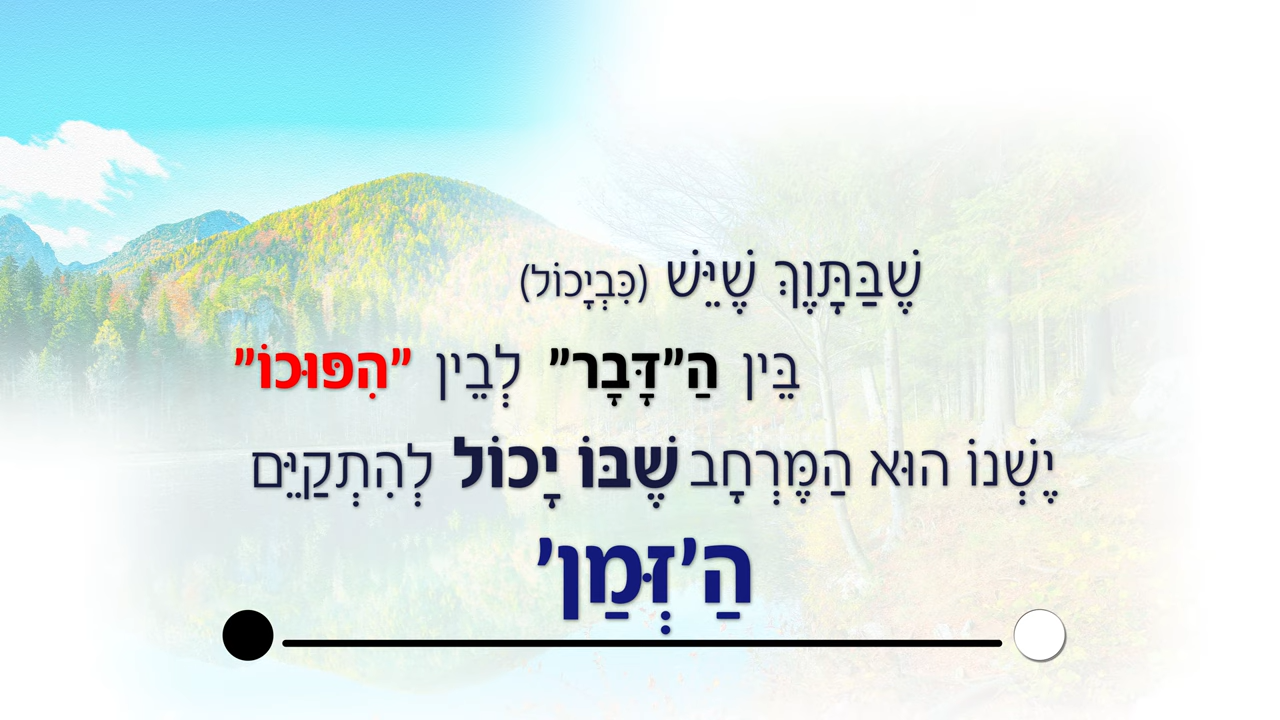 שֶׁבַּתָּוֶךְ שֶׁיֵּשׁ (כִּבְיָכוֹל)
בֵּין הַ"דָּבָר" לְבֵין "הִפּוּכוֹ"
יֶשְׁנוֹ הוּא הַמֶּרְחָב שֶׁבּוֹ יָכוֹל לְהִתְקַיֵּם
הַ'זְּמַן'